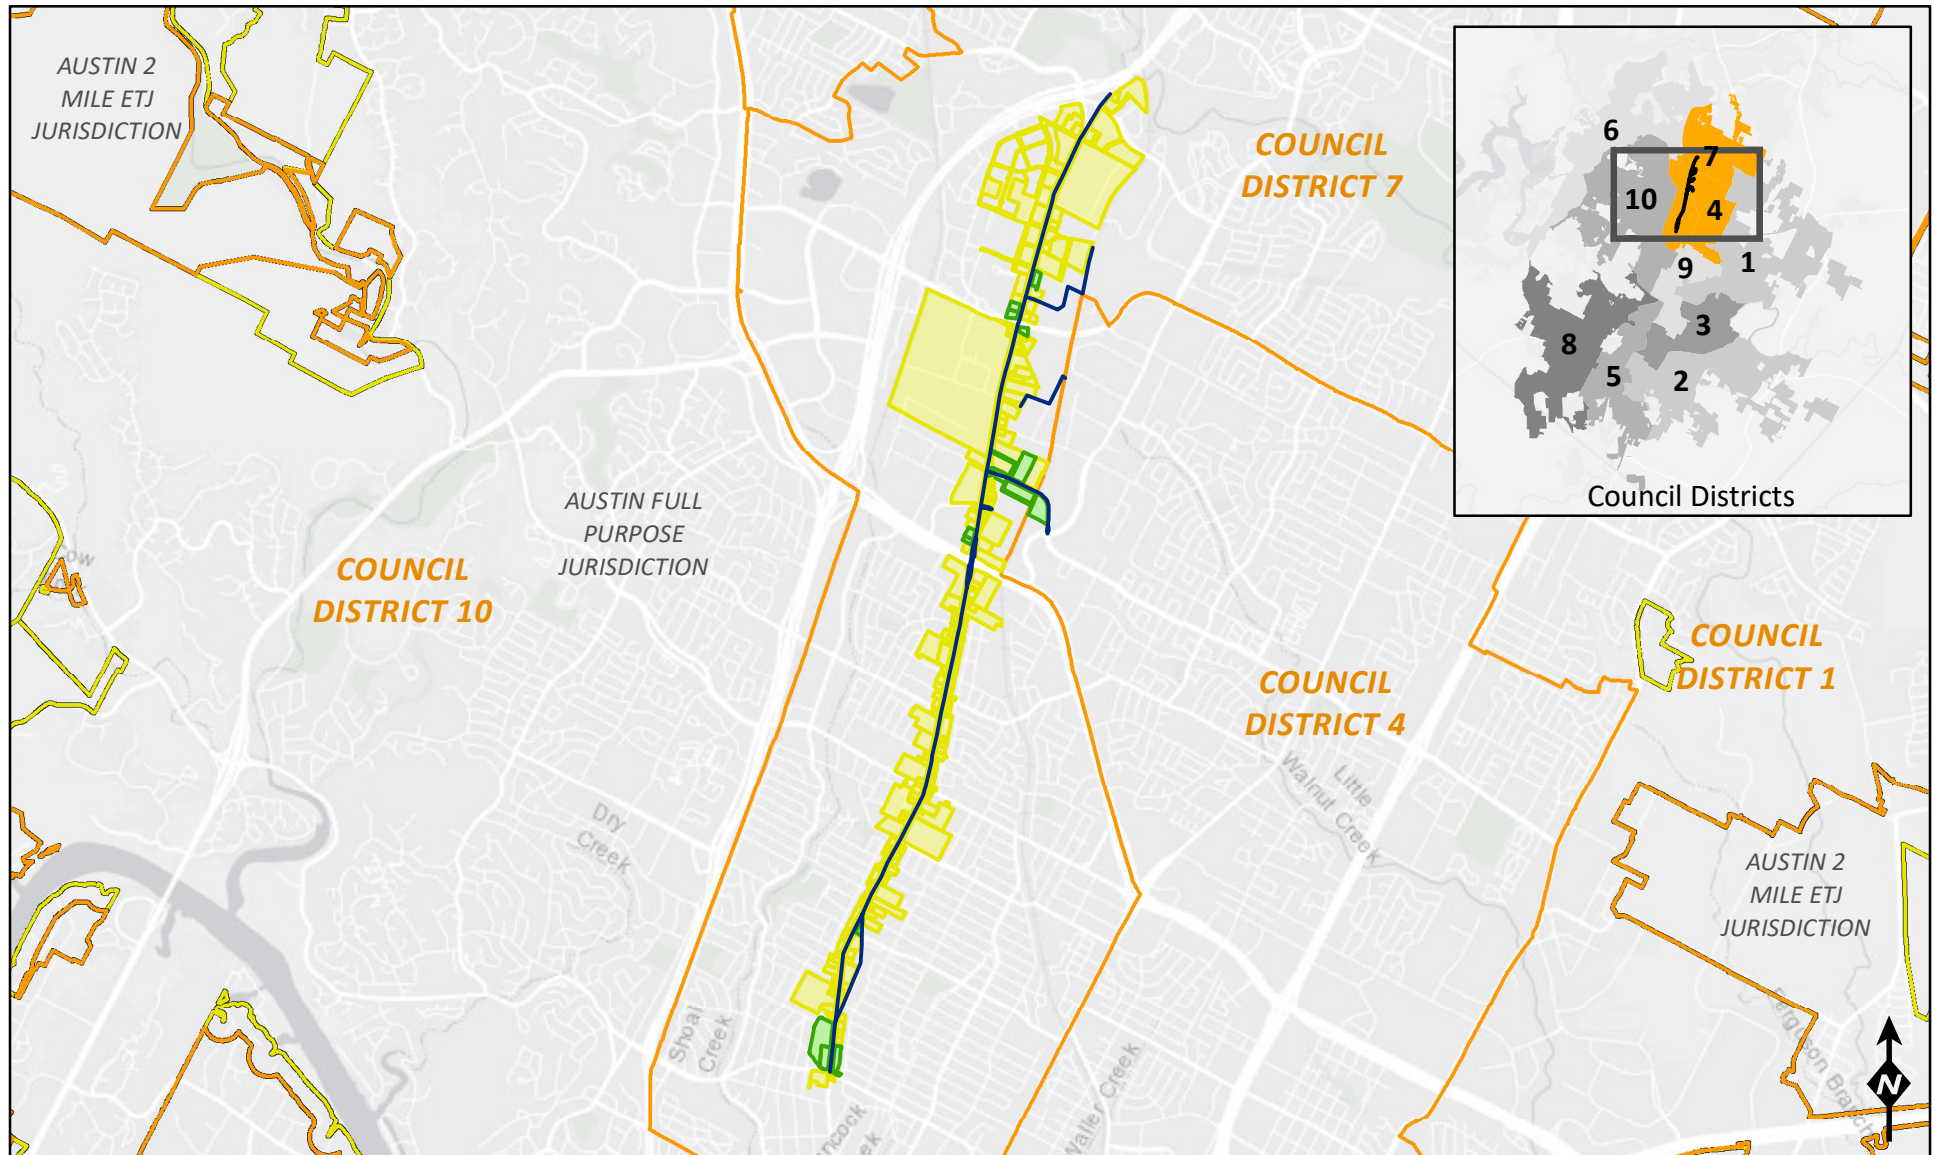 AUSTIN 2
MILE ETJ
JURISDICTION
COUNCIL
DISTRICT 7
6
7
10
4
9
1
3
8
5
2
Council Districts
AUSTIN FULL
PURPOSE
JURISDICTION
COUNCIL
DISTRICT 10
COUNCIL
DISTRICT 1
COUNCIL
DISTRICT 4
Little
Walnut Creek
Dry
Creek
AUSTIN 2
MILE ETJ
JURISDICTION
Shoal
Creek
Waller Creek
Ferguson Branch
N